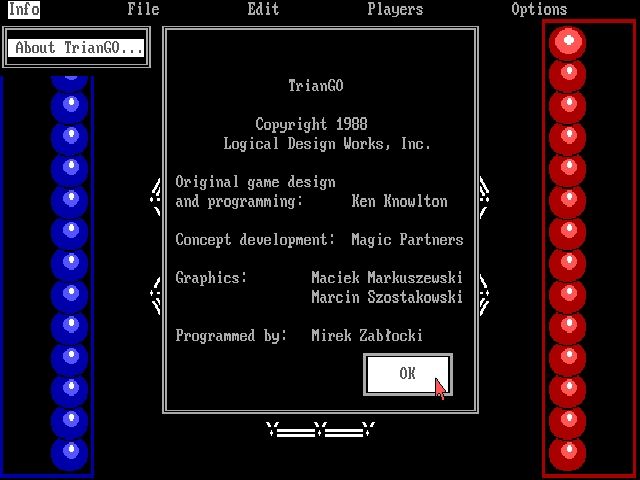 Info File Edit Players Options
About TrianGO...
TrianGO
Copyright 1988
Logical Design Works, Inc.
Original game design
and programming: Ken Knowlton
Concept development: Magic Partners
Graphics: Maciek Markuszewski
Marcin Szostakowski
Programmed by: Mirek Zabłocki
OK